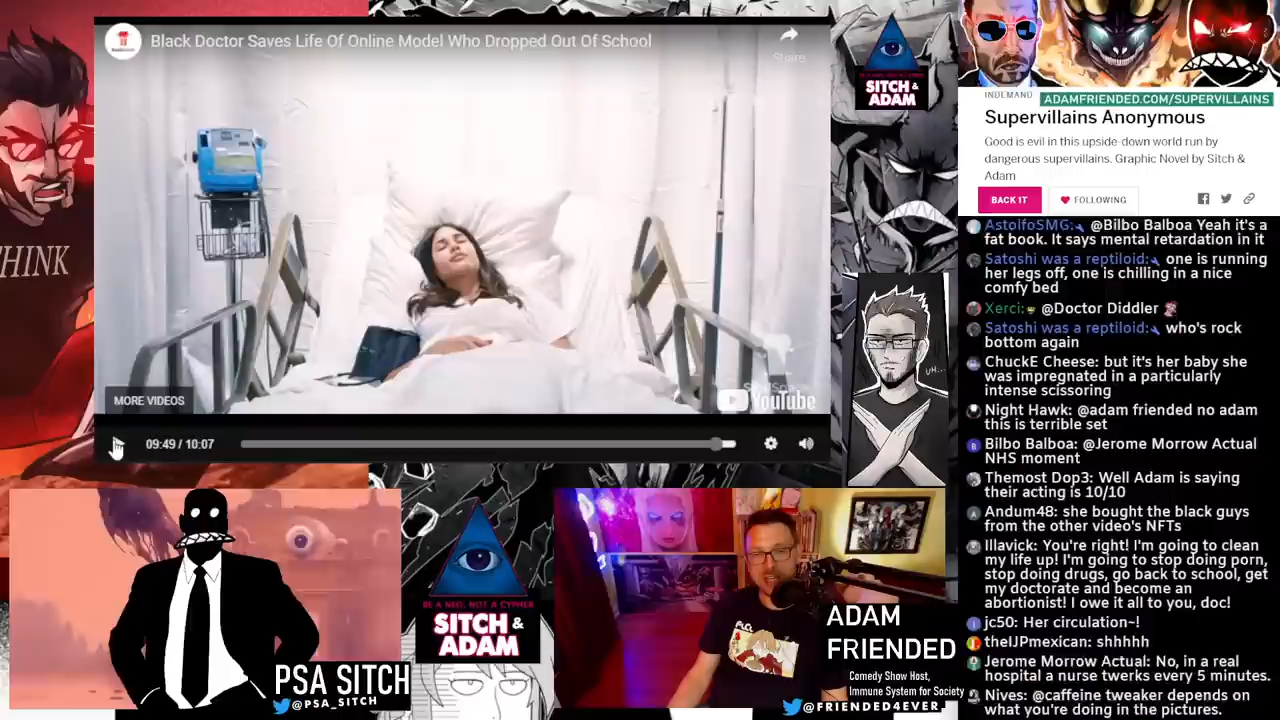 Black Doctor Saves Life Of Online Model Who Dropped Out Of School
Share
MORE VIDEOS
YouTube
09:49 / 10:07
THINK
BE A NEO, NOT A CYPHER
SITCH &
ADAM
UH...
INDEMAND
ADAMFRIENDED.COM/SUPERVILLAINS
Supervillains Anonymous
Good is evil in this upside-down world run by
dangerous supervillains. Graphic Novel by Sitch &
Adam
BACK IT
FOLLOWING
AstolfoSMG: @Bilbo Balboa Yeah it's a
fat book. It says mental retardation in it
Satoshi was a reptiloid: one is running
her legs off, one is chilling in a nice
comfy bed
Xerci: @Doctor Diddler
Satoshi was a reptiloid: who's rock
bottom again
ChuckE Cheese: but it's her baby she
was impregnated in a particularly
intense scissoring
Night Hawk: @adam friended no adam
this is terrible set
Bilbo Balboa: @Jerome Morrow Actual
NHS moment
Themost Dop3: Well Adam is saying
their acting is 10/10
Andum48: she bought the black guys
from the other video's NFTs
Illavick: You're right! I'm going to clean
my life up! I'm going to stop doing porn,
stop doing drugs, go back to school, get
my doctorate and become an
abortionist! I owe it all to you, doc!
jc50: Her circulation~!
theIJPmexican: shhhhh
Jerome Morrow Actual: No, in a real
hospital a nurse twerks every 5 minutes.
Nives: @caffeine tweaker depends on
what you're doing in the pictures.
PSA SITCH
@PSA_SITCH
BE A NEO, NOT A CYPHER
SITCH &
ADAM
ADAM
FRIENDED
Comedy Show Host,
Immune System for Society
@FRIENDED4EVER